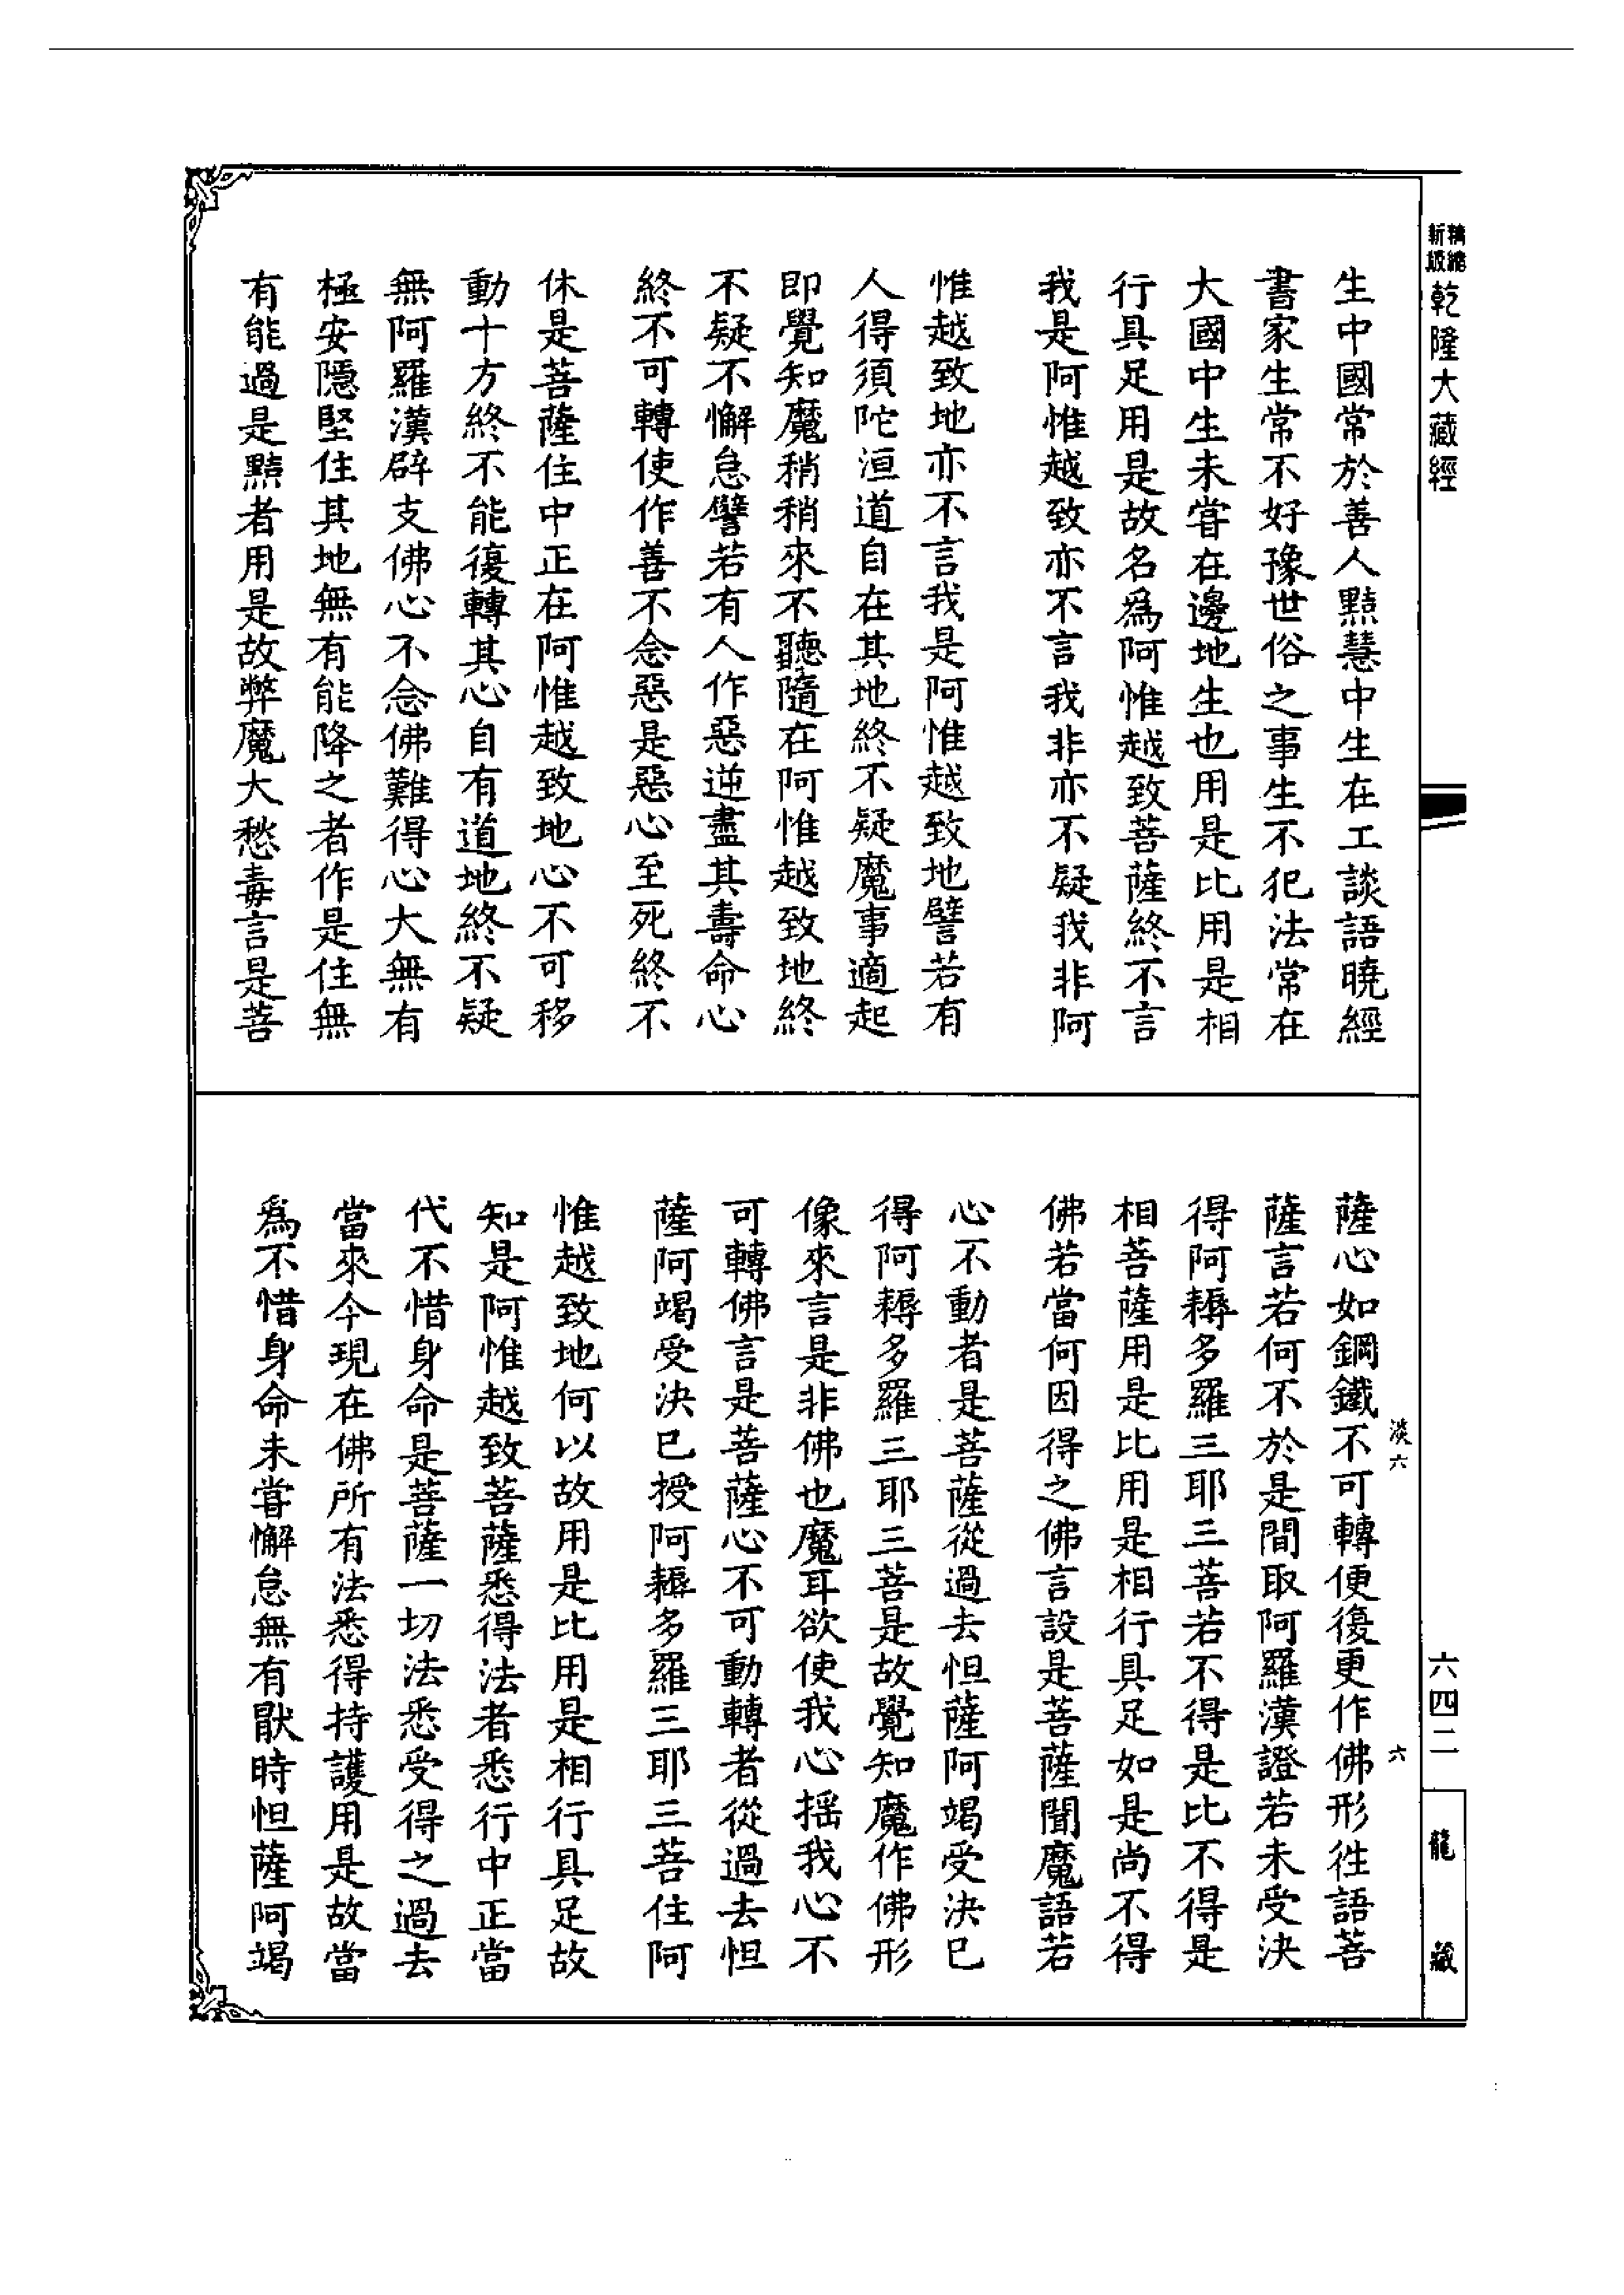 精縮新版乾隆大藏經
生中國常於善人黠慧中生在工談語曉經
書家生常不好豫世俗之事生不犯法常在
大國中生未甞在邊地生也用是比用是相
行具足用是故名爲阿惟越致菩薩終不言
我是阿惟越致亦不言我非亦不疑我非阿
惟越致地亦不言我是阿惟越致地譬若有
人得須陀洹道自在其地終不疑魔事適起
即覺知魔稍稍來不聽隨在阿惟越致地終
不疑不懈怠譬若有人作惡逆盡其壽命心
終不可轉使作善不念惡是惡心至死終不
休是菩薩住中正在阿惟越致地心不可移
動十方終不能復轉其心自有道地終不疑
無阿羅漢辟支佛心不念佛難得心大無有
極安隱堅住其地無有能降之者作是住無
有能過是黠者用是故弊魔大愁毒言是菩
薩心如鋼鐵不可轉便復更作佛形往語菩
薩言若何不於是間取阿羅漢證若未受決
得阿耨多羅三耶三菩若不得是比不得是
相菩薩用是比用是相行具足如是尚不得
佛若當何因得之佛言設是菩薩聞魔語若
心不動者是菩薩從過去怛薩阿竭受決已
得阿耨多羅三耶三菩是故覺知魔作佛形
像來言是非佛也魔耳欲使我心揺我心不
可轉佛言是菩薩心不可動轉者從過去怛
薩阿竭受決已授阿耨多羅三耶三菩住阿
惟越致地何以故用是比用是相行具足故
知是阿惟越致菩薩悉得法者悉行中正當
代不惜身命是菩薩一切法悉受得之過去
當來今現在佛所有法悉得持護用是故當
爲不惜身命未甞懈怠無有猒時怛薩阿竭
淡六
六
六四二
龍藏